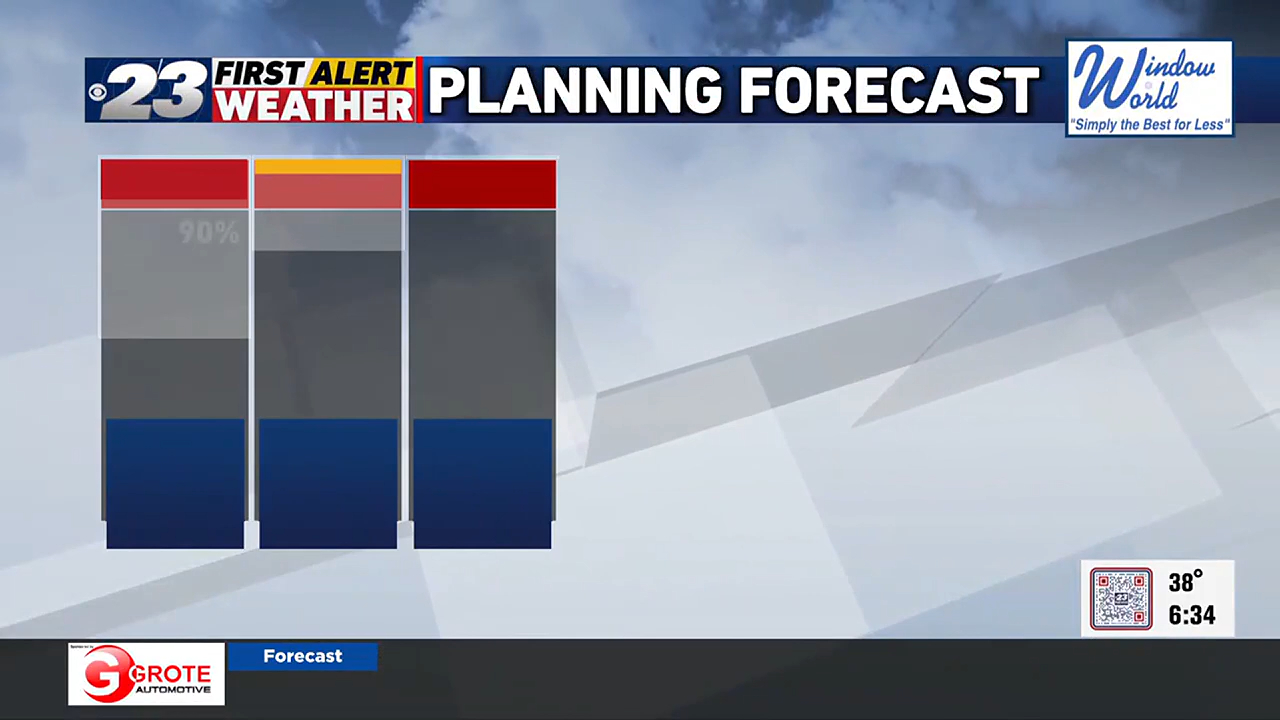 23 FIRST ALERT
WEATHER
PLANNING FORECAST
Window
World
"Simply the Best for Less"
90%
38°
6:34
GGROTE
AUTOMOTIVE
Forecast